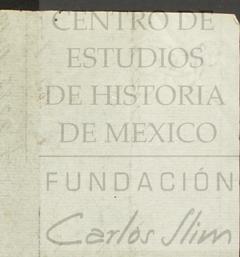 CENTRO DE
ESTUDIOS
DE HISTORIA
DE MEXICO
FUNDACIÓN
Carlos Slim